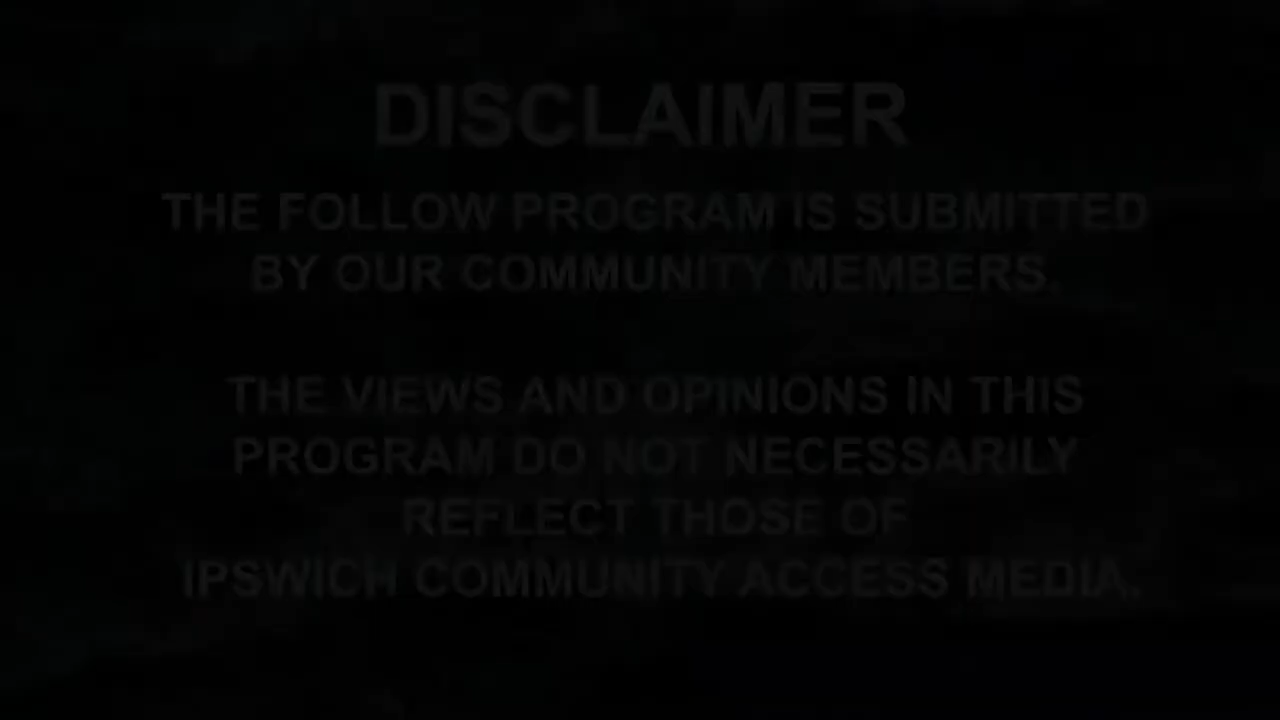 DISCLAIMER
THE FOLLOW PROGRAM IS SUBMITTED
BY OUR COMMUNITY MEMBERS.
THE VIEWS AND OPINIONS IN THIS
PROGRAM DO NOT NECESSARILY
REFLECT THOSE OF
IPSWICH COMMUNITY ACCESS MEDIA.